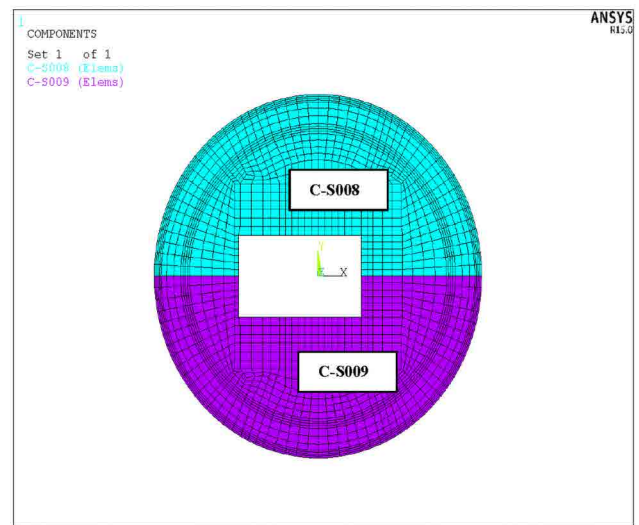 1
ANSYS
R15.0
COMPONENTS
Set 1 of 1
C-S008 (Elems)
C-S009 (Elems)
C-S008
Y
Z X
C-S009